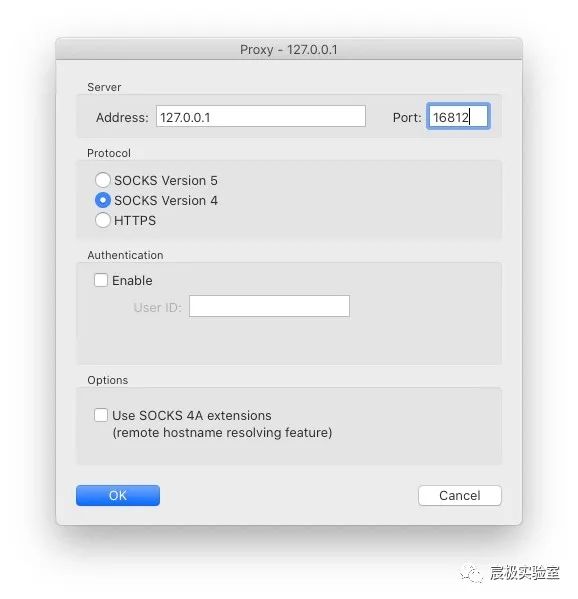 Proxy - 127.0.0.1
Server
Address: 127.0.0.1 Port: 16812
Protocol
SOCKS Version 5
SOCKS Version 4
HTTPS
Authentication
Enable
User ID:
Options
Use SOCKS 4A extensions
(remote hostname resolving feature)
OK Cancel
宸极实验室